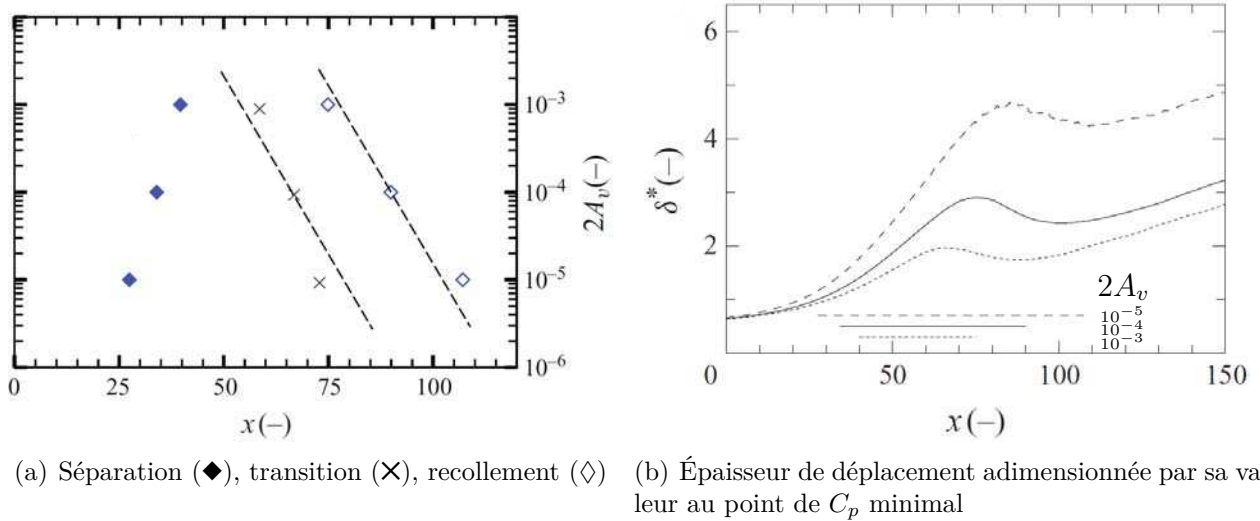 10⁻³
10⁻⁴
10⁻⁵
10⁻⁶
2A_v(–)
0 25 50 75 100
x(–)
6
4
2
δ*(–)
2A_v
10⁻⁵
10⁻⁴
10⁻³
0 50 100 150
x(–)
(a) Séparation (◆), transition (×), recollement (◇)
(b) Épaisseur de déplacement adimensionnée par sa va
leur au point de C_p minimal